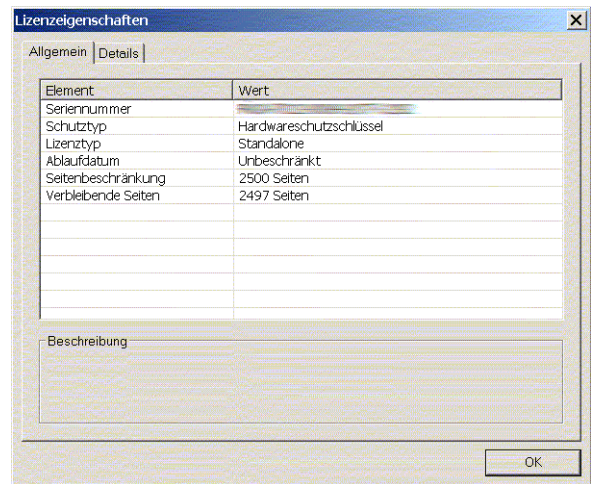 Lizenzeigenschaften
Allgemein Details
Element Wert
Seriennummer
Schutztyp Hardwareschutzschlüssel
Lizenztyp Standalone
Ablaufdatum Unbeschränkt
Seitenbeschränkung 2500 Seiten
Verbleibende Seiten 2497 Seiten
Beschreibung
OK